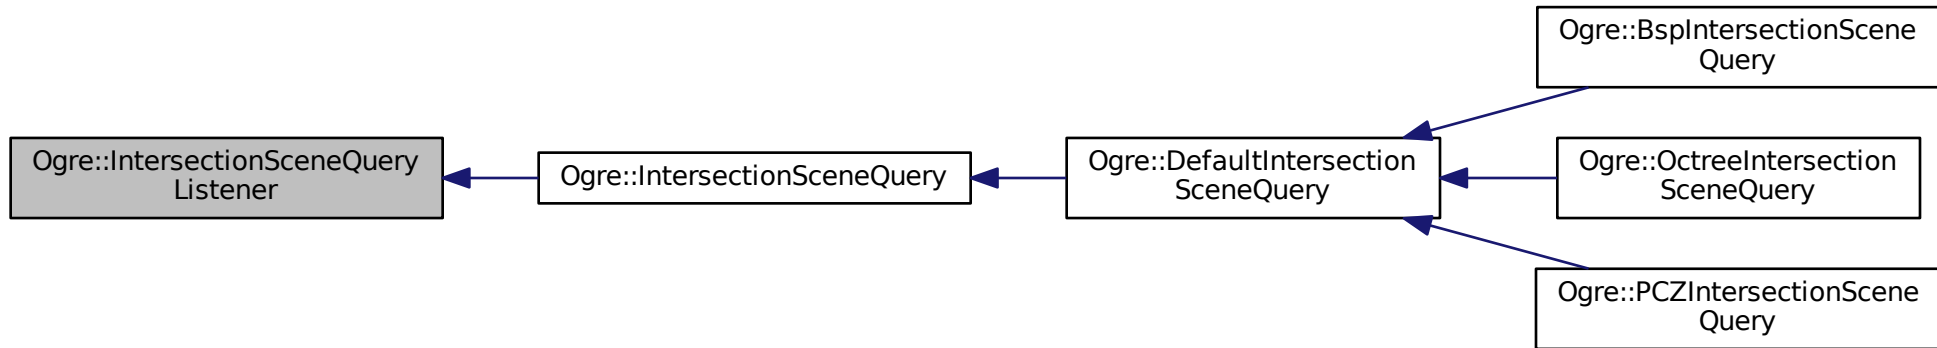 Ogre::IntersectionSceneQuery
Listener
Ogre::IntersectionSceneQuery
Ogre::DefaultIntersection
SceneQuery
Ogre::BspIntersectionScene
Query
Ogre::OctreeIntersection
SceneQuery
Ogre::PCZIntersectionScene
Query